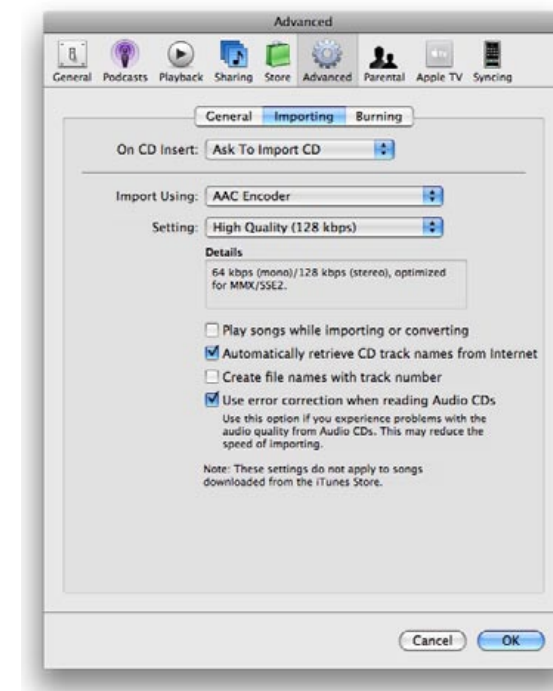 Advanced
General Podcasts Playback Sharing Store Advanced Parental Apple TV Syncing
General Importing Burning
On CD Insert: Ask To Import CD
Import Using: AAC Encoder
Setting: High Quality (128 kbps)
Details
64 kbps (mono)/128 kbps (stereo), optimized
for MMX/SSE2.
Play songs while importing or converting
Automatically retrieve CD track names from Internet
Create file names with track number
Use error correction when reading Audio CDs
Use this option if you experience problems with the
audio quality from Audio CDs. This may reduce the
speed of importing.
Note: These settings do not apply to songs
downloaded from the iTunes Store.
Cancel OK